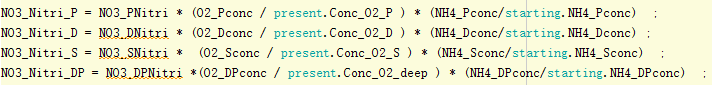 NO3_Nitri_P = NO3_PNitri * (O2_Pconc / present.Conc_O2_P ) * (NH4_Pconc/starting.NH4_Pconc) ;
NO3_Nitri_D = NO3_DNitri * (O2_Dconc / present.Conc_O2_D ) * (NH4_Dconc/starting.NH4_Dconc) ;
NO3_Nitri_S = NO3_SNitri * (O2_Sconc / present.Conc_O2_S ) * (NH4_Sconc/starting.NH4_Sconc) ;
NO3_Nitri_DP = NO3_DPNitri *(O2_DPconc / present.Conc_O2_deep ) * (NH4_DPconc/starting.NH4_DPconc) ;